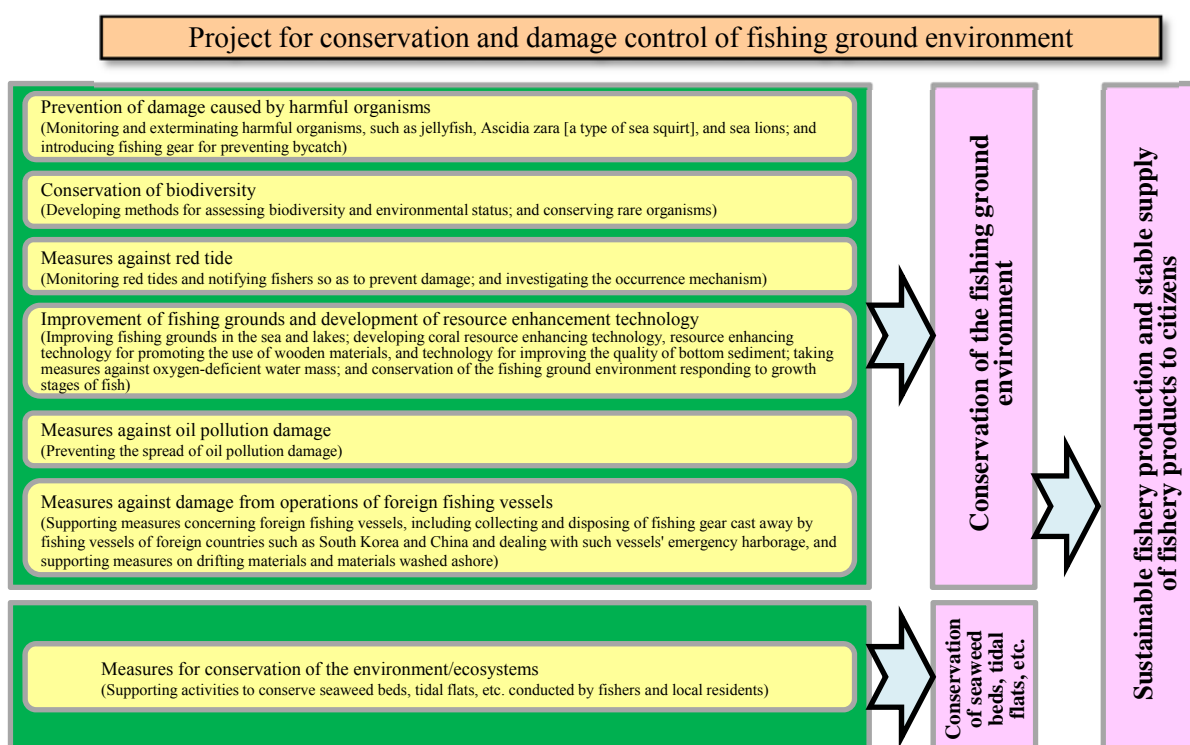 Project for conservation and damage control of fishing ground environment
Prevention of damage caused by harmful organisms
(Monitoring and exterminating harmful organisms, such as jellyfish, Ascidia zara [a type of sea squirt], and sea lions; and
introducing fishing gear for preventing bycatch)
Conservation of biodiversity
(Developing methods for assessing biodiversity and environmental status; and conserving rare organisms)
Measures against red tide
(Monitoring red tides and notifying fishers so as to prevent damage; and investigating the occurrence mechanism)
Improvement of fishing grounds and development of resource enhancement technology
(Improving fishing grounds in the sea and lakes; developing coral resource enhancing technology, resource enhancing
technology for promoting the use of wooden materials, and technology for improving the quality of bottom sediment; taking
measures against oxygen-deficient water mass; and conservation of the fishing ground environment responding to growth
stages of fish)
Measures against oil pollution damage
(Preventing the spread of oil pollution damage)
Measures against damage from operations of foreign fishing vessels
(Supporting measures concerning foreign fishing vessels, including collecting and disposing of fishing gear cast away by
fishing vessels of foreign countries such as South Korea and China and dealing with such vessels' emergency harborage, and
supporting measures on drifting materials and materials washed ashore)
Measures for conservation of the environment/ecosystems
(Supporting activities to conserve seaweed beds, tidal flats, etc. conducted by fishers and local residents)
Conservation of the fishing ground
environment
Conservation
of seaweed
beds, tidal
flats, etc.
Sustainable fishery production and stable supply
of fishery products to citizens